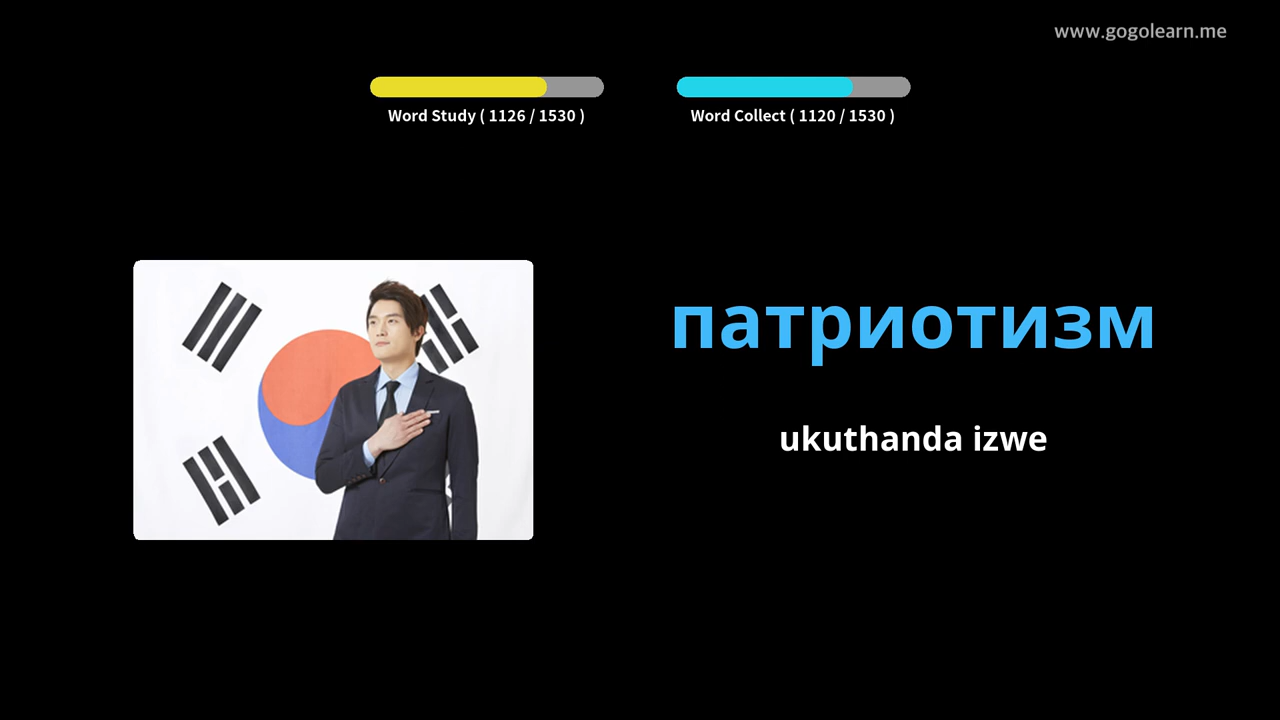 www.gogolearn.me
Word Study ( 1126 / 1530 )
Word Collect ( 1120 / 1530 )
патриотизм
ukuthanda izwe